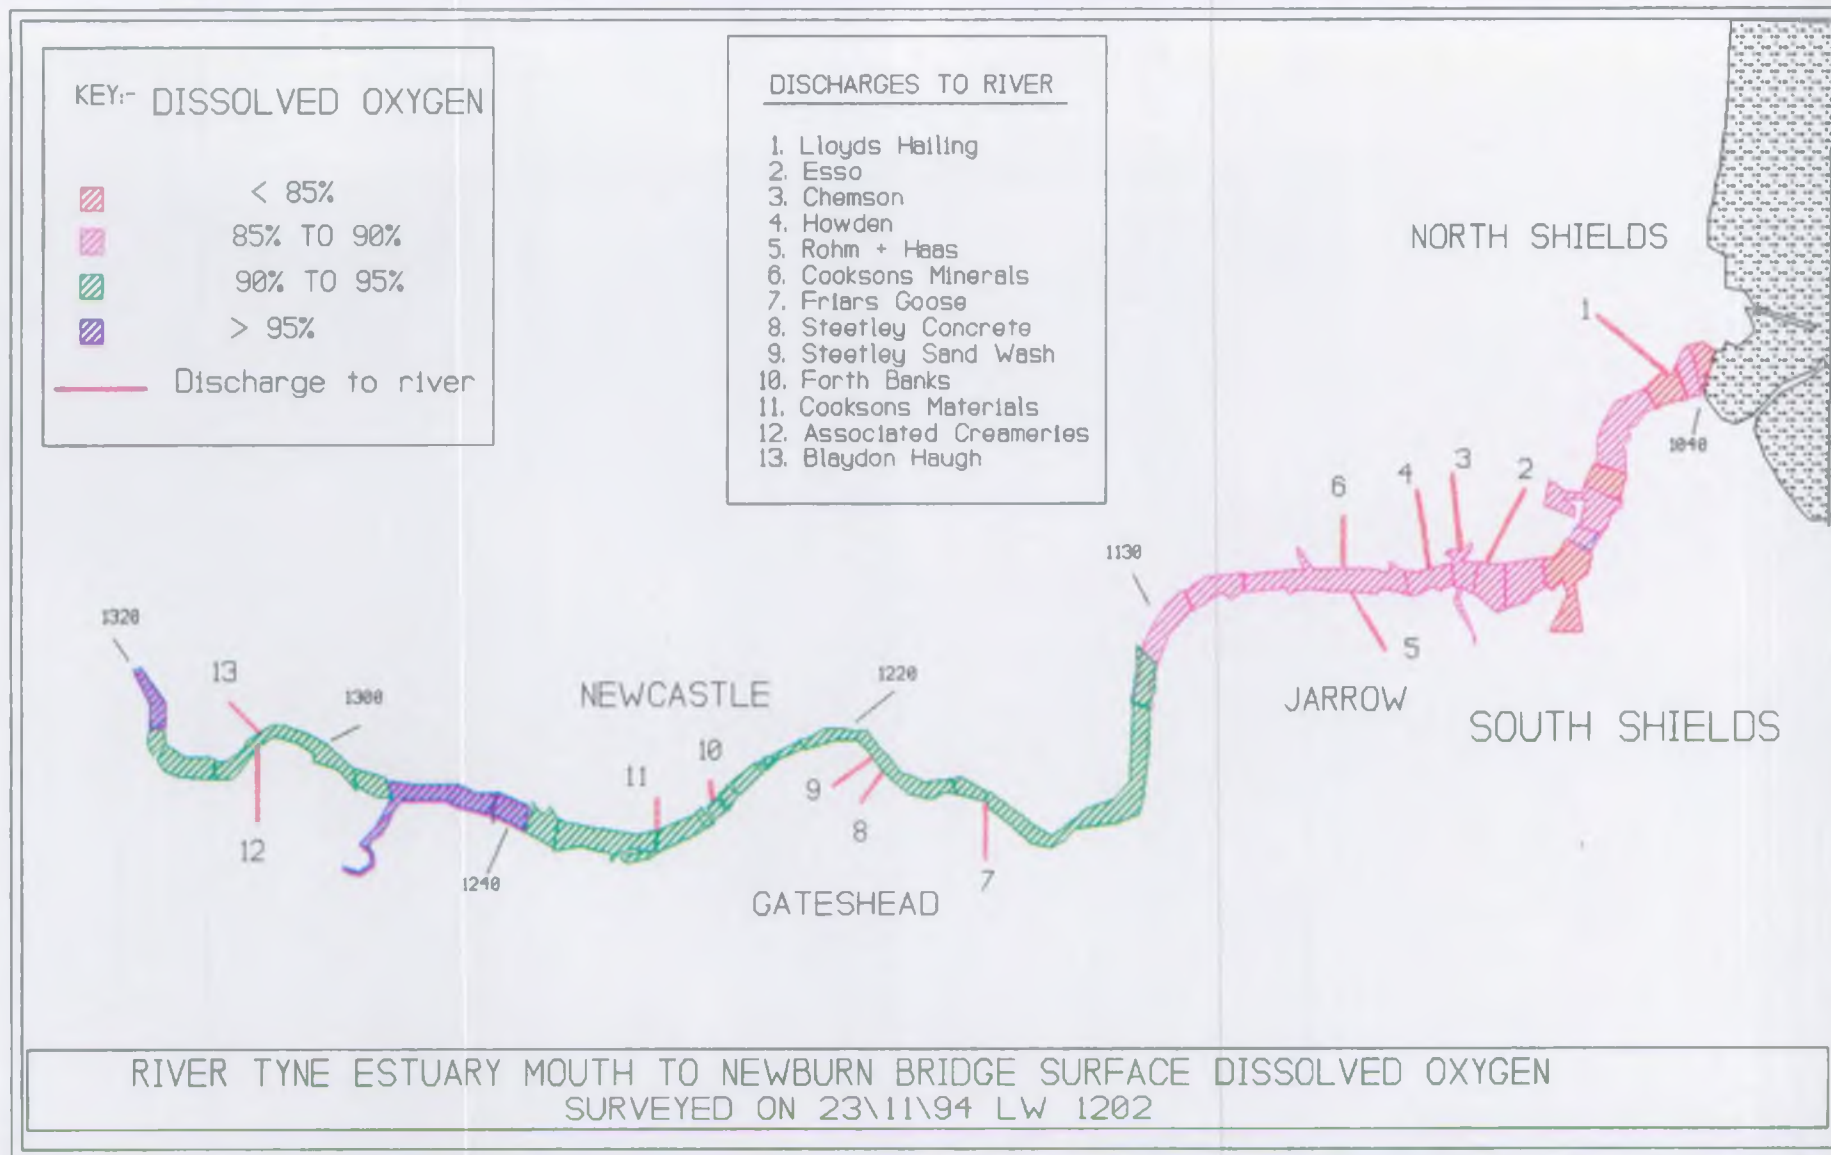 KEY:- DISSOLVED OXYGEN
< 85%
85% TO 90%
90% TO 95%
> 95%
Discharge to river
DISCHARGES TO RIVER
1. Lloyds Hailing
2. Esso
3. Chemson
4. Howden
5. Rohm + Haas
6. Cooksons Minerals
7. Friars Goose
8. Steetley Concrete
9. Steetley Sand Wash
10. Forth Banks
11. Cooksons Materials
12. Associated Creameries
13. Blaydon Haugh
NORTH SHIELDS
1
1040
2
3
4
6
5
1130
JARROW
SOUTH SHIELDS
1320
13
1300
NEWCASTLE
1220
10
11
9
8
12
1240
7
GATESHEAD
RIVER TYNE ESTUARY MOUTH TO NEWBURN BRIDGE SURFACE DISSOLVED OXYGEN
SURVEYED ON 23\11\94 LW 1202